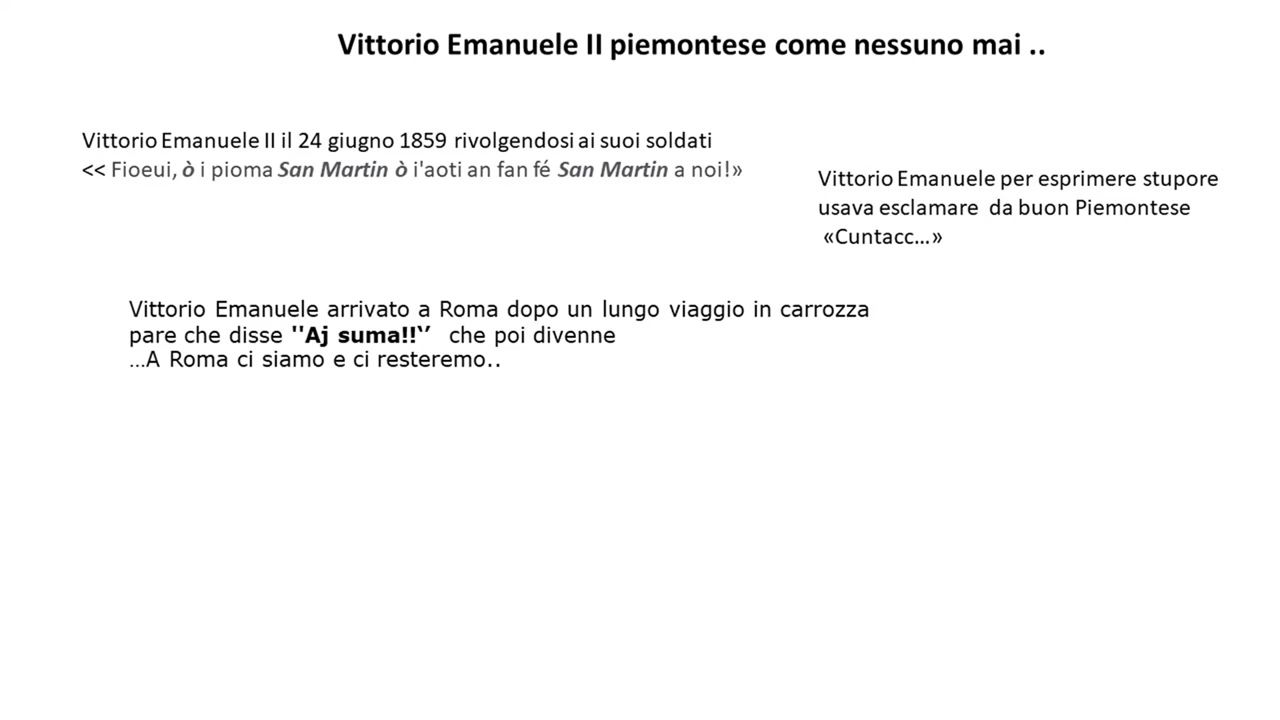 Vittorio Emanuele II piemontese come nessuno mai ..
Vittorio Emanuele II il 24 giugno 1859 rivolgendosi ai suoi soldati
<< Fioeui, ò i pioma San Martin ò i'aoti an fan fé San Martin a noi!»
Vittorio Emanuele per esprimere stupore
usava esclamare da buon Piemontese
«Cuntacc...»
Vittorio Emanuele arrivato a Roma dopo un lungo viaggio in carrozza
pare che disse ''Aj suma!!‘’ che poi divenne
...A Roma ci siamo e ci resteremo..